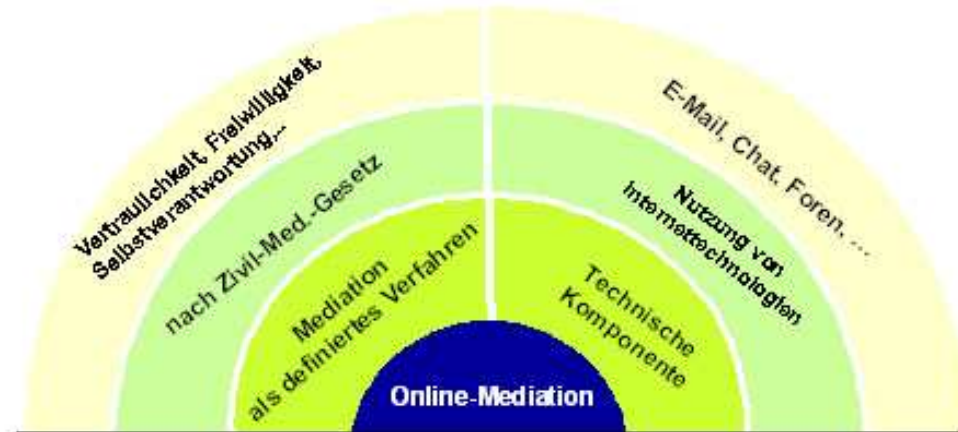 Vertraulichkeit, Freiwilligkeit,
Selbstverantwortung,..
nach Zivil-Med.-Gesetz
Mediation
als definiertes Verfahren
E-Mail, Chat, Foren, ...
Nutzung von
Internettechnologien
Technische
Komponente
Online-Mediation